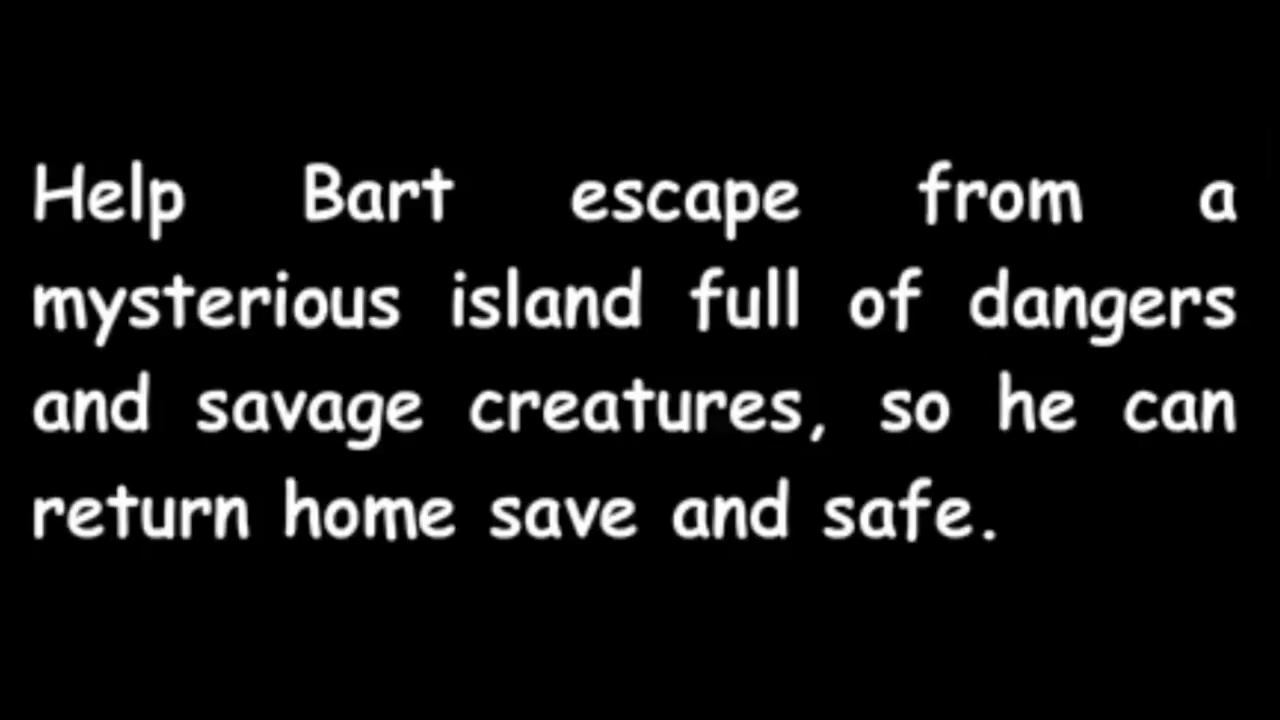 Help Bart escape from a
mysterious island full of dangers
and savage creatures, so he can
return home save and safe.